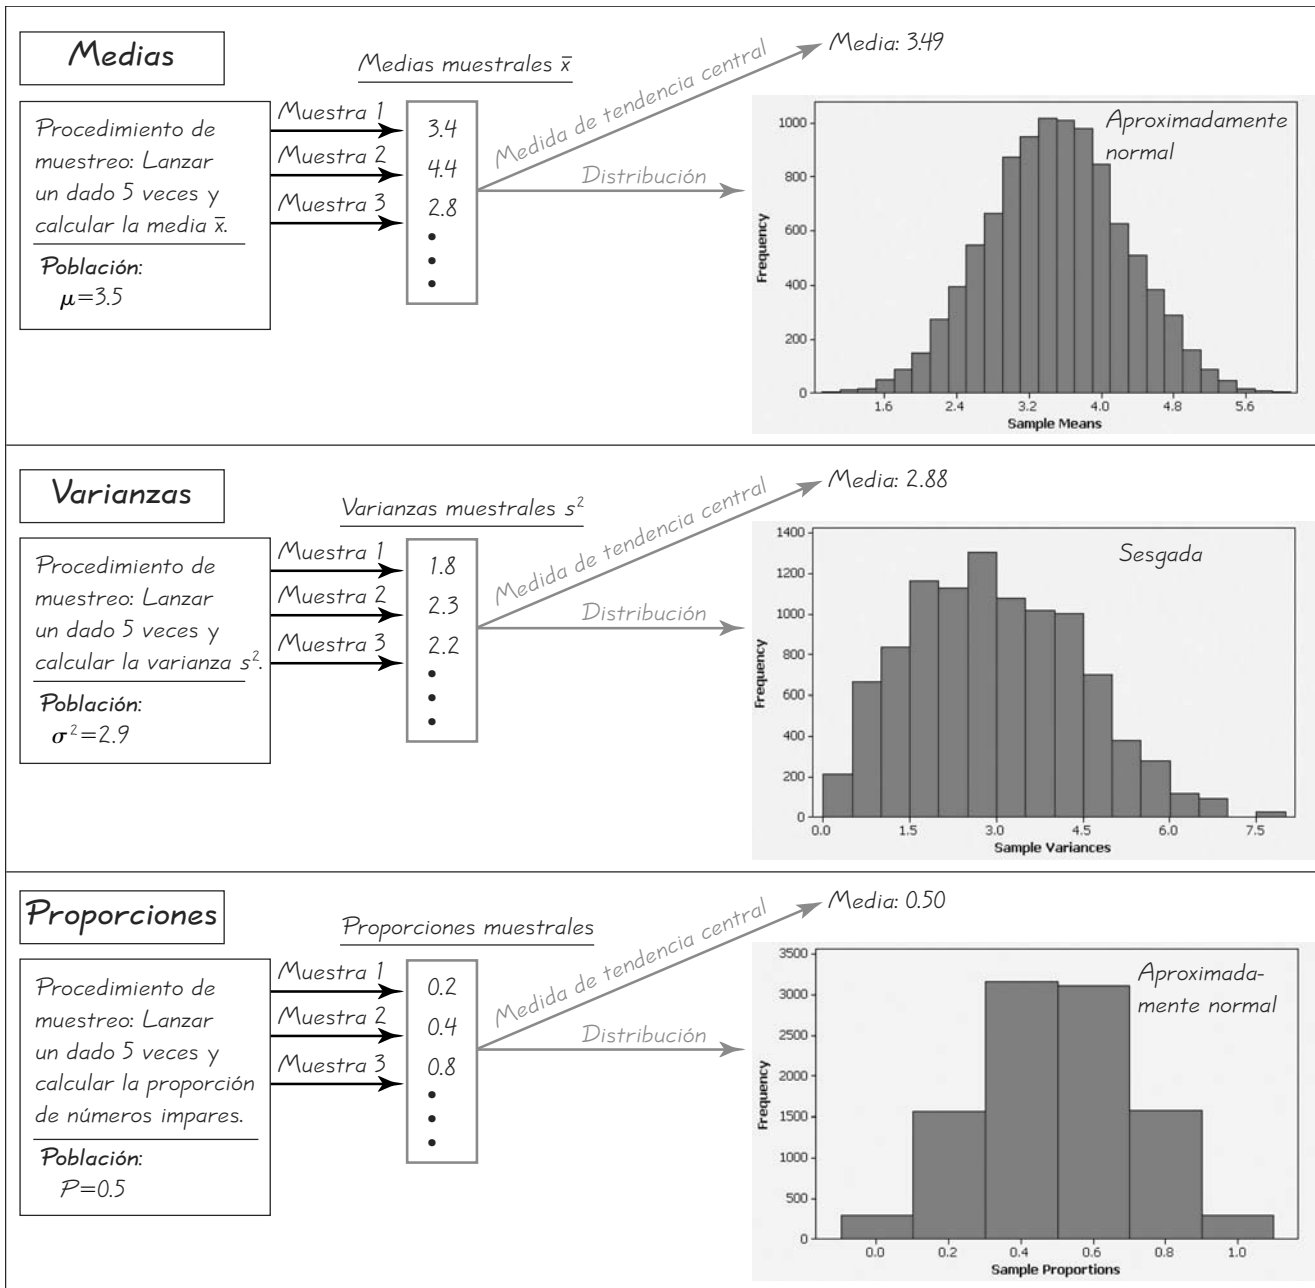 Medias
Medias muestrales x̄
Media: 3.49
Procedimiento de
muestreo: Lanzar
un dado 5 veces y
calcular la media x̄.
Población:
μ=3.5
Muestra 1
Muestra 2
Muestra 3
3.4
4.4
2.8
Medida de tendencia central
Distribución
Aproximadamente
normal
Frequency
1000
800
600
400
200
0
1.6 2.4 3.2 4.0 4.8 5.6
Sample Means
Varianzas
Varianzas muestrales s²
Media: 2.88
Procedimiento de
muestreo: Lanzar
un dado 5 veces y
calcular la varianza s².
Población:
σ²=2.9
Muestra 1
Muestra 2
Muestra 3
1.8
2.3
2.2
Medida de tendencia central
Distribución
Sesgada
Frequency
1400
1200
1000
800
600
400
200
0
0.0 1.5 3.0 4.5 6.0 7.5
Sample Variances
Proporciones
Proporciones muestrales
Media: 0.50
Procedimiento de
muestreo: Lanzar
un dado 5 veces y
calcular la proporción
de números impares.
Población:
P=0.5
Muestra 1
Muestra 2
Muestra 3
0.2
0.4
0.8
Medida de tendencia central
Distribución
Aproximada-
mente normal
Frequency
3500
3000
2500
2000
1500
1000
500
0
0.0 0.2 0.4 0.6 0.8 1.0
Sample Proportions